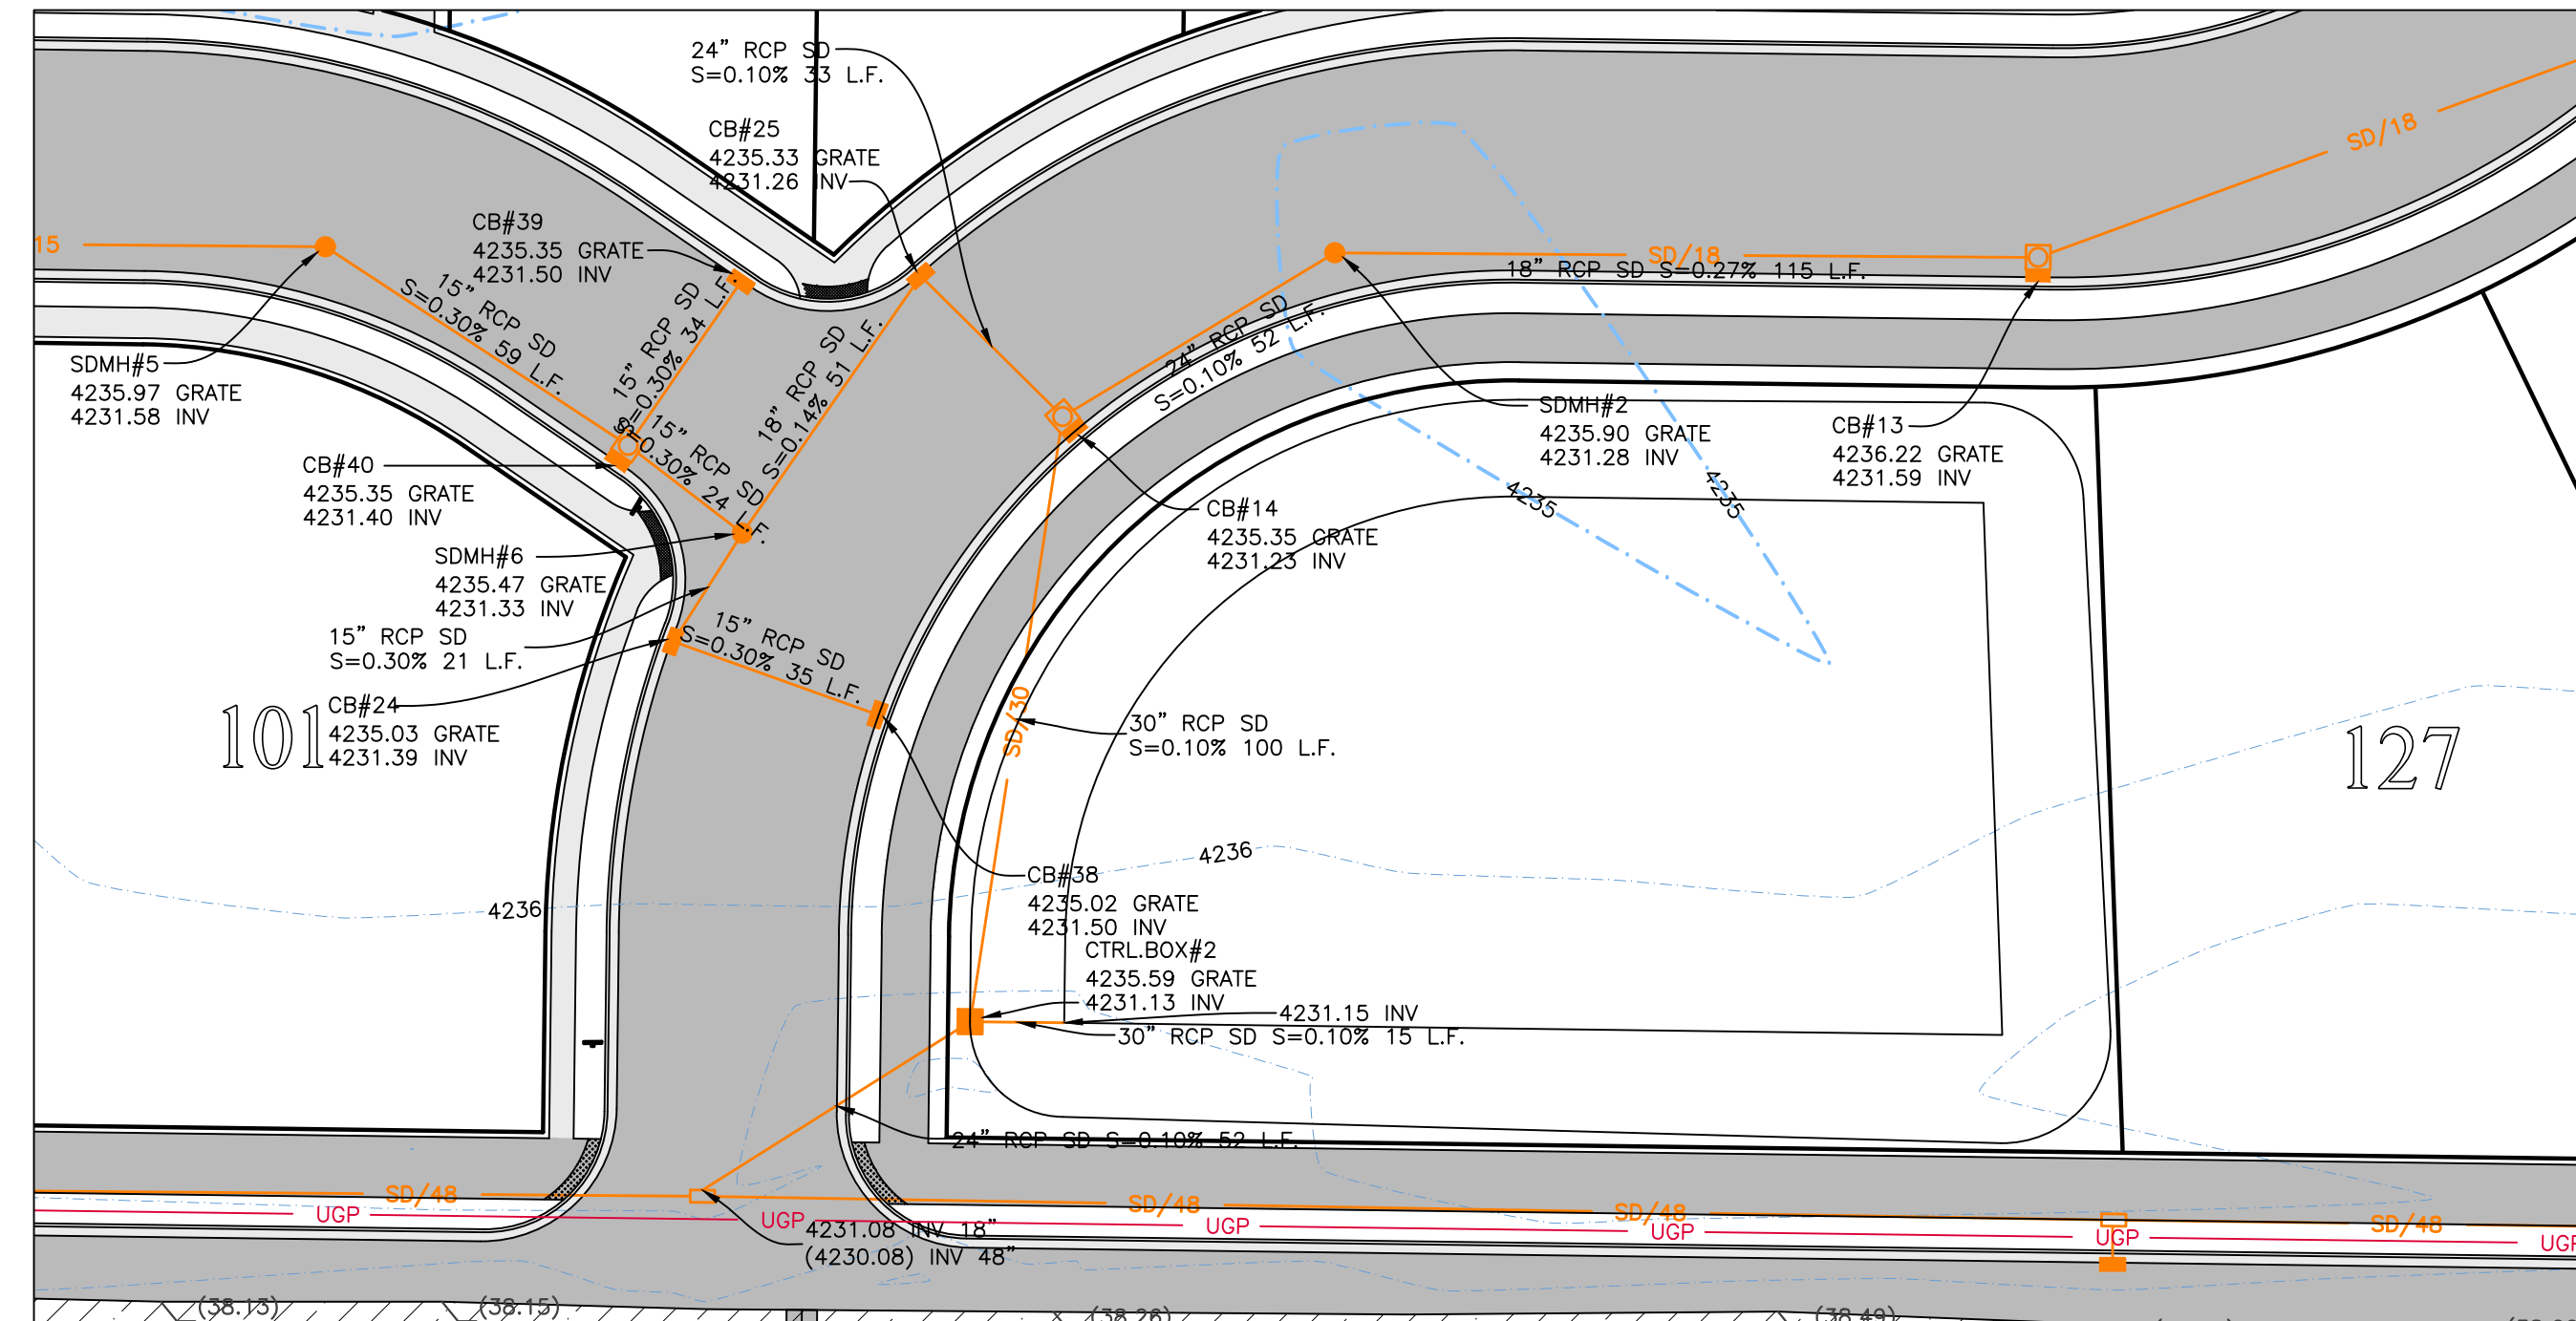 24" RCP SD
S=0.10% 33 L.F.
CB#25
4235.33 GRATE
4231.26 INV
SD/18
CB#39
4235.35 GRATE
4231.50 INV
15
15" RCP SD
S=0.30% 59 L.F.
15" RCP SD
S=0.30% 34 L.F.
18" RCP SD
S=0.14% 51 L.F.
24" RCP SD
S=0.10% 52 L.F.
SD/18
18" RCP SD S=0.27% 115 L.F.
SDMH#5
4235.97 GRATE
4231.58 INV
SDMH#2
4235.90 GRATE
4231.28 INV
CB#13
4236.22 GRATE
4231.59 INV
CB#40
4235.35 GRATE
4231.40 INV
15" RCP SD
S=0.30% 24 L.F.
4235
4235
CB#14
4235.35 GRATE
4231.23 INV
SDMH#6
4235.47 GRATE
4231.33 INV
15" RCP SD
S=0.30% 21 L.F.
15" RCP SD
S=0.30% 35 L.F.
101
CB#24
4235.03 GRATE
4231.39 INV
SD/30
30" RCP SD
S=0.10% 100 L.F.
127
4236
4236
CB#38
4235.02 GRATE
4231.50 INV
CTRL.BOX#2
4235.59 GRATE
4231.13 INV
4231.15 INV
30" RCP SD S=0.10% 15 L.F.
24" RCP SD S=0.10% 52 L.F.
SD/48
SD/48
SD/48
SD/48
UGP
UGP
UGP
UGP
UGP
UGP
4231.08 INV 18"
(4230.08) INV 48"
(38.13)
(38.15)
(38.26)
(38.49)